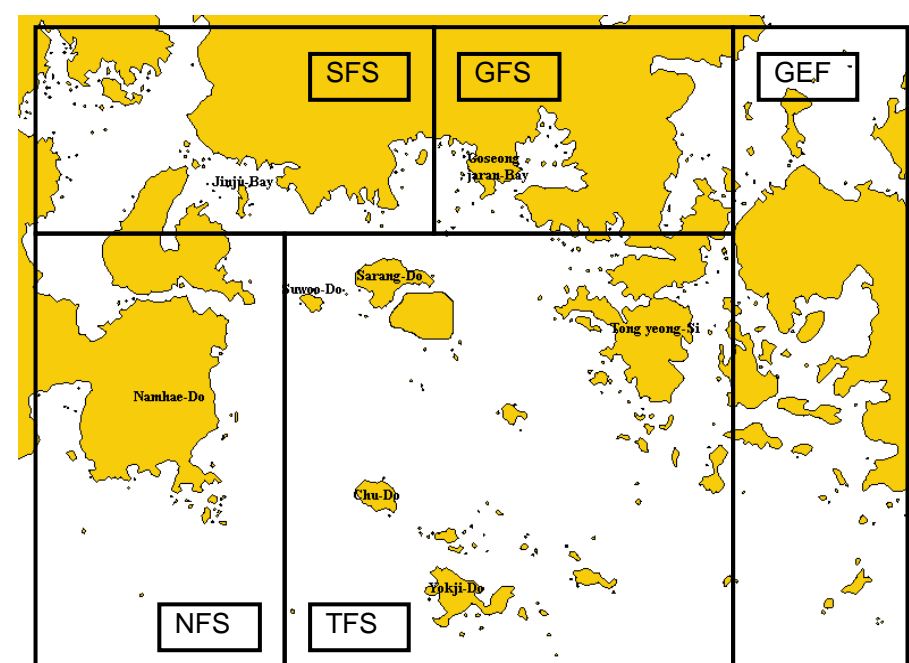 SFS
GFS
GEF
Goseong
jaran-Bay
Jinju-Bay
Sarang-Do
Suwoo-Do
Tong yeong-Si
Namhae-Do
Chu-Do
Yokji-Do
NFS
TFS